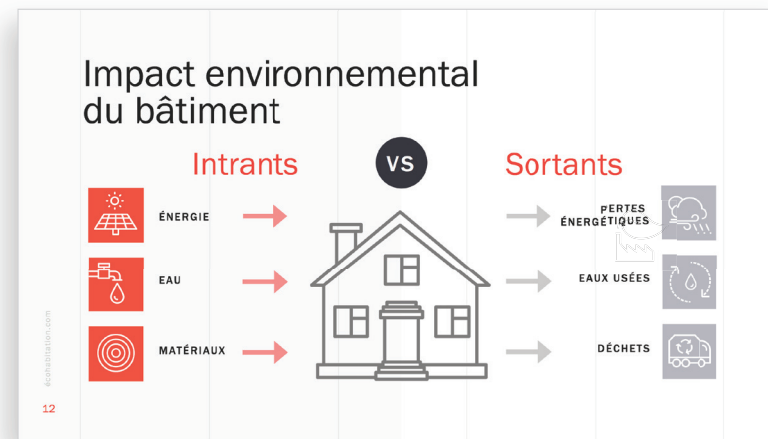 Impact environnemental
du bâtiment
Intrants
VS
Sortants
ÉNERGIE
PERTES
ÉNERGÉTIQUES
EAU
EAUX USÉES
MATÉRIAUX
DÉCHETS
écohabitation.com
12